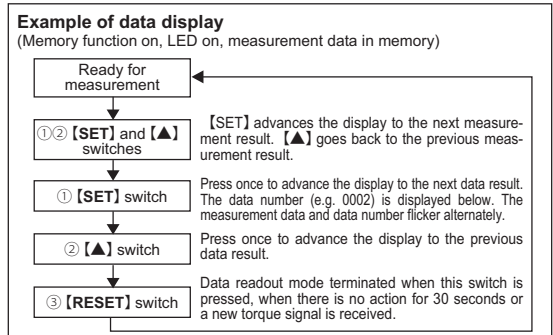 Example of data display
(Memory function on, LED on, measurement data in memory)
Ready for
measurement
①② 【SET】 and 【▲】
switches
【SET】 advances the display to the next measure-
ment result. 【▲】 goes back to the previous meas-
urement result.
① 【SET】 switch
Press once to advance the display to the next data result.
The data number (e.g. 0002) is displayed below. The
measurement data and data number flicker alternately.
② 【▲】 switch
Press once to advance the display to the previous
data result.
③ 【RESET】 switch
Data readout mode terminated when this switch is
pressed, when there is no action for 30 seconds or
a new torque signal is received.